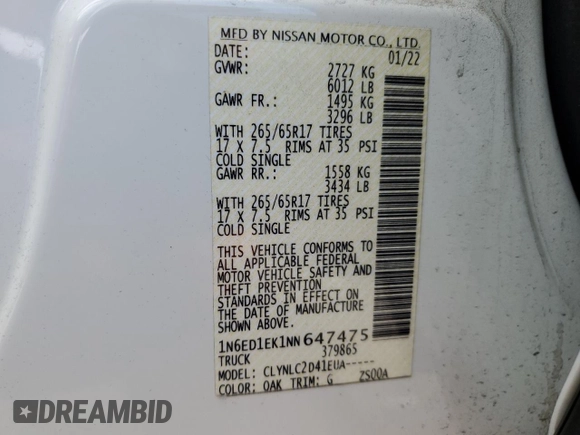 MFD BY NISSAN MOTOR CO., LTD.
DATE: 01/22
GVWR: 2727 KG
6012 LB
GAWR FR.: 1495 KG
3296 LB
WITH 265/65R17 TIRES
17 X 7.5 RIMS AT 35 PSI
COLD SINGLE
GAWR RR.: 1558 KG
3434 LB
WITH 265/65R17 TIRES
17 X 7.5 RIMS AT 35 PSI
COLD SINGLE
THIS VEHICLE CONFORMS TO
ALL APPLICABLE FEDERAL
MOTOR VEHICLE SAFETY AND
THEFT PREVENTION
STANDARDS IN EFFECT ON
THE DATE OF MANUFACTURE
SHOWN ABOVE.
1N6ED1EK1NN647475
TRUCK 379865
MODEL: CLYNLC2D41EUA-----
COLOR: QAK TRIM: G ZS00A
DREAMBID
DREAMBID.COM